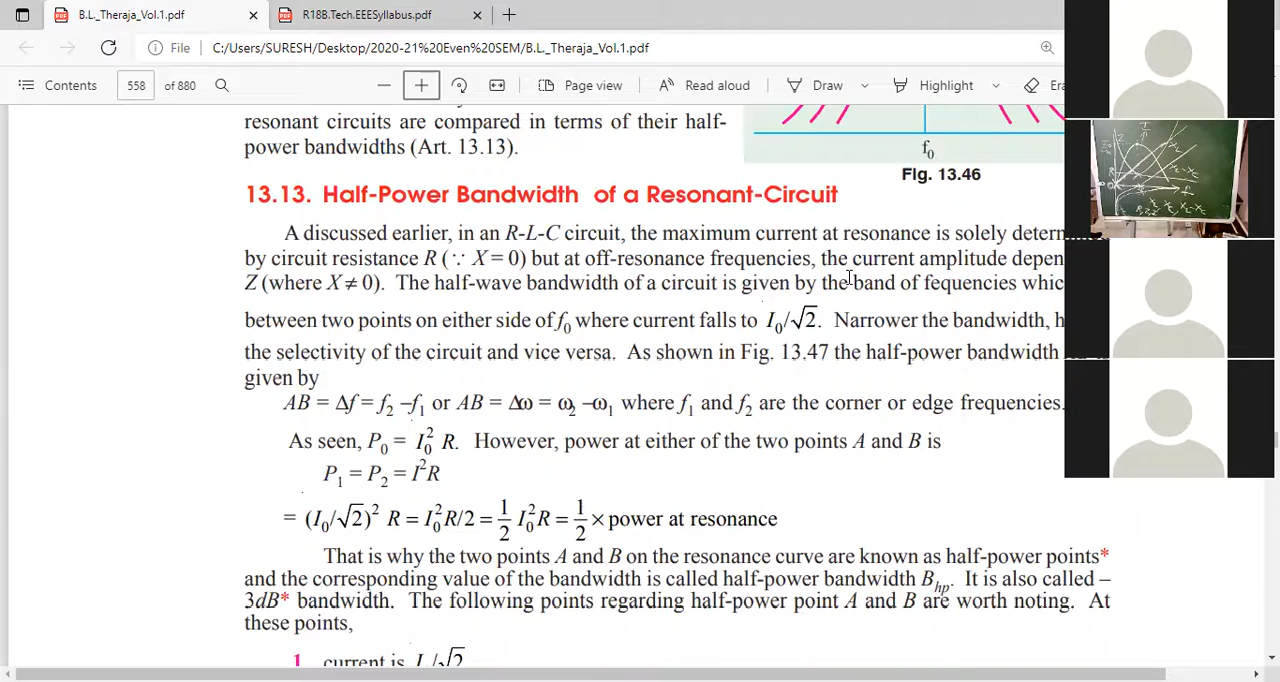 B.L._Theraja_Vol.1.pdf
R18B.Tech.EEESyllabus.pdf
File C:/Users/SURESH/Desktop/2020-21%20Even%20SEM/B.L._Theraja_Vol.1.pdf
Contents 558 of 880 Page view Read aloud Draw Highlight Era
resonant circuits are compared in terms of their half-
power bandwidths (Art. 13.13).
f₀
Fig. 13.46
13.13. Half-Power Bandwidth of a Resonant-Circuit
A discussed earlier, in an R-L-C circuit, the maximum current at resonance is solely determ
by circuit resistance R (∵ X = 0) but at off-resonance frequencies, the current amplitude depen
Z (where X ≠ 0). The half-wave bandwidth of a circuit is given by the band of fequencies whic
between two points on either side of f₀ where current falls to I₀/√2. Narrower the bandwidth, h
the selectivity of the circuit and vice versa. As shown in Fig. 13.47 the half-power bandwidth
given by
AB = Δf = f₂ –f₁ or AB = Δω = ω₂ –ω₁ where f₁ and f₂ are the corner or edge frequencies.
As seen, P₀ = I₀² R. However, power at either of the two points A and B is
P₁ = P₂ = I²R
= (I₀/√2)² R = I₀²R/2 = 1/2 I₀²R = 1/2 × power at resonance
That is why the two points A and B on the resonance curve are known as half-power points*
and the corresponding value of the bandwidth is called half-power bandwidth Bhp. It is also called –
3dB* bandwidth. The following points regarding half-power point A and B are worth noting. At
these points,
1 current is I₀/√2